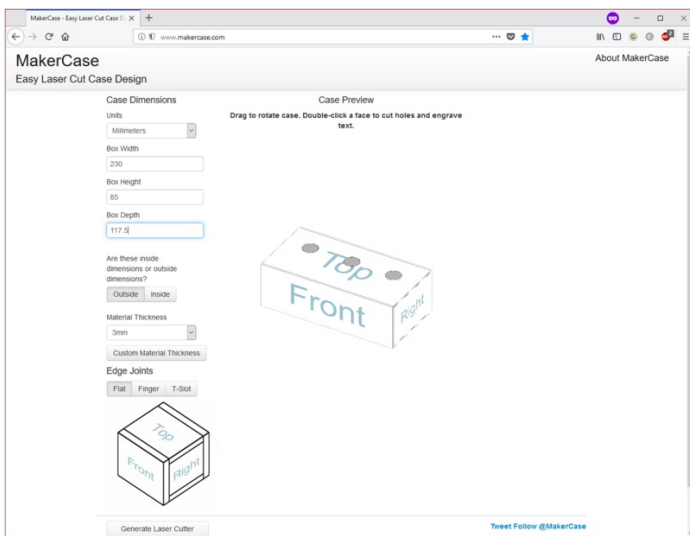 MakerCase - Easy Laser Cut Case De
www.makercase.com
MakerCase
About MakerCase
Easy Laser Cut Case Design
Case Dimensions
Case Preview
Units
Drag to rotate case. Double-click a face to cut holes and engrave
text.
Millimeters
Box Width
230
Box Height
85
Box Depth
117.5
Top
Front
Right
Are these inside
dimensions or outside
dimensions?
Outside Inside
Material Thickness
3mm
Custom Material Thickness
Edge Joints
Flat Finger T-Slot
Top
Front
Right
Generate Laser Cutter
Tweet Follow @MakerCase